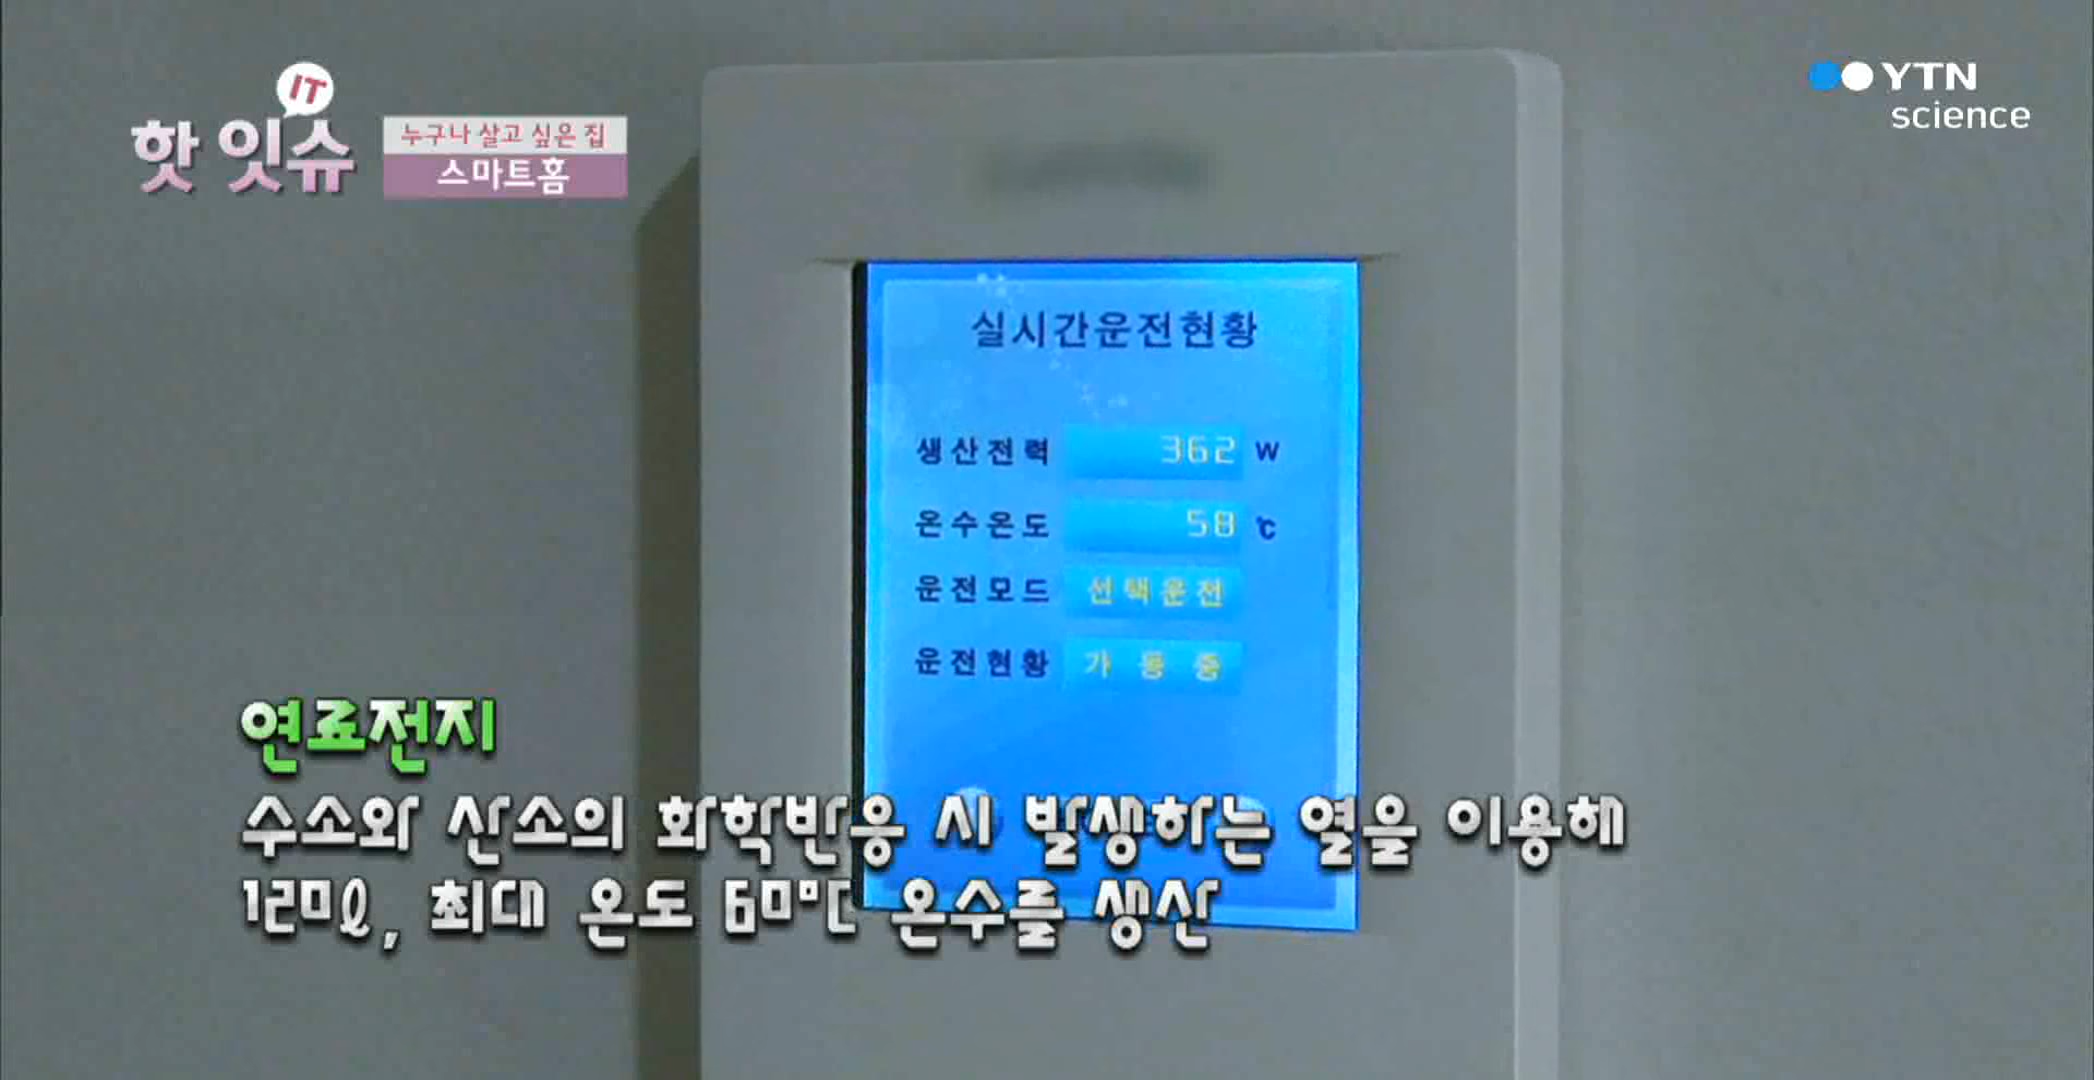 IT
핫 잇슈
누구나 살고 싶은 집
스마트홈
YTN
science
실시간운전현황
생산전력 362 W
온수온도 58 ℃
운전모드 선택운전
운전현황 가동중
연료전지
수소와 산소의 화학반응 시 발생하는 열을 이용해
120ℓ, 최대 온도 60℃ 온수를 생산